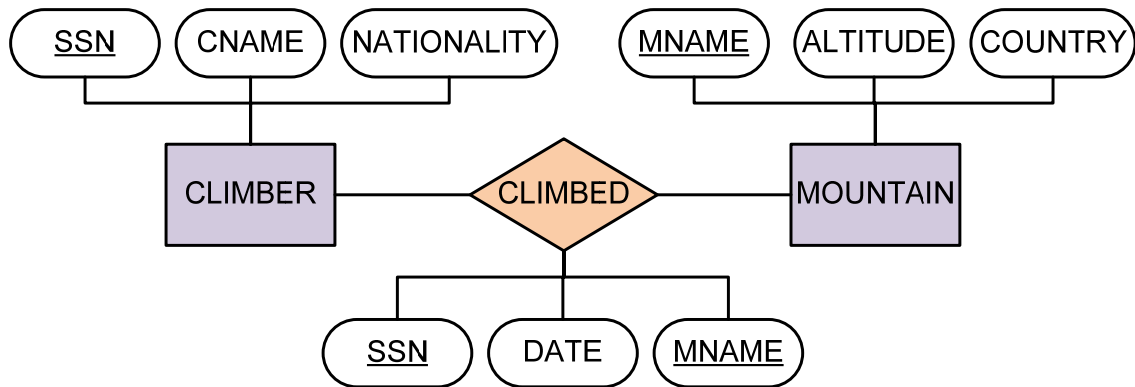 SSN CNAME NATIONALITY MNAME ALTITUDE COUNTRY
CLIMBER CLIMBED MOUNTAIN
SSN DATE MNAME